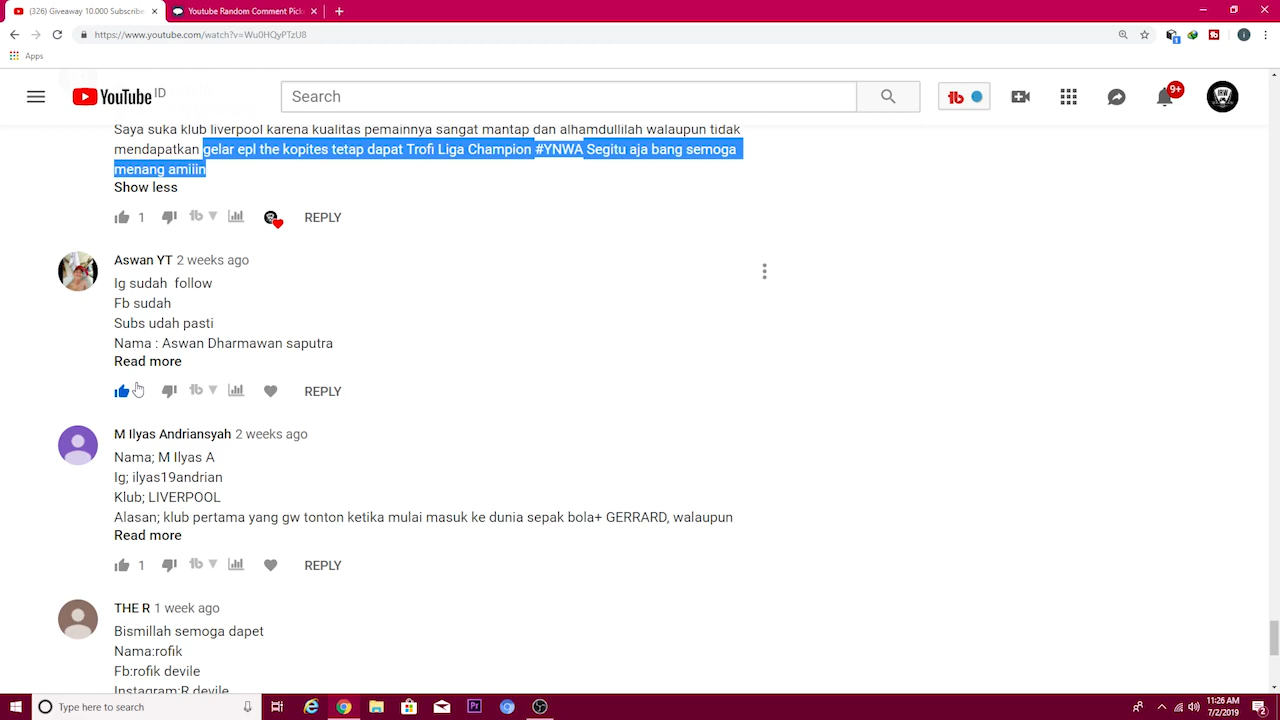 (326) Giveaway 10.000 Subscribe
Youtube Random Comment Picke
https://www.youtube.com/watch?v=Wu0HQyPTzU8
Apps
YouTube ID
Search
9+
Saya suka klub liverpool karena kualitas pemainnya sangat mantap dan alhamdullilah walaupun tidak
mendapatkan gelar epl the kopites tetap dapat Trofi Liga Champion #YNWA Segitu aja bang semoga
menang amiiin
Show less
1
REPLY
Aswan YT 2 weeks ago
Ig sudah follow
Fb sudah
Subs udah pasti
Nama : Aswan Dharmawan saputra
Read more
REPLY
M Ilyas Andriansyah 2 weeks ago
Nama; M Ilyas A
Ig; ilyas19andrian
Klub; LIVERPOOL
Alasan; klub pertama yang gw tonton ketika mulai masuk ke dunia sepak bola+ GERRARD, walaupun
Read more
1
REPLY
THE R 1 week ago
Bismillah semoga dapet
Nama:rofik
Fb:rofik devile
Instagram:R devile
Type here to search
11:26 AM
7/2/2019
2